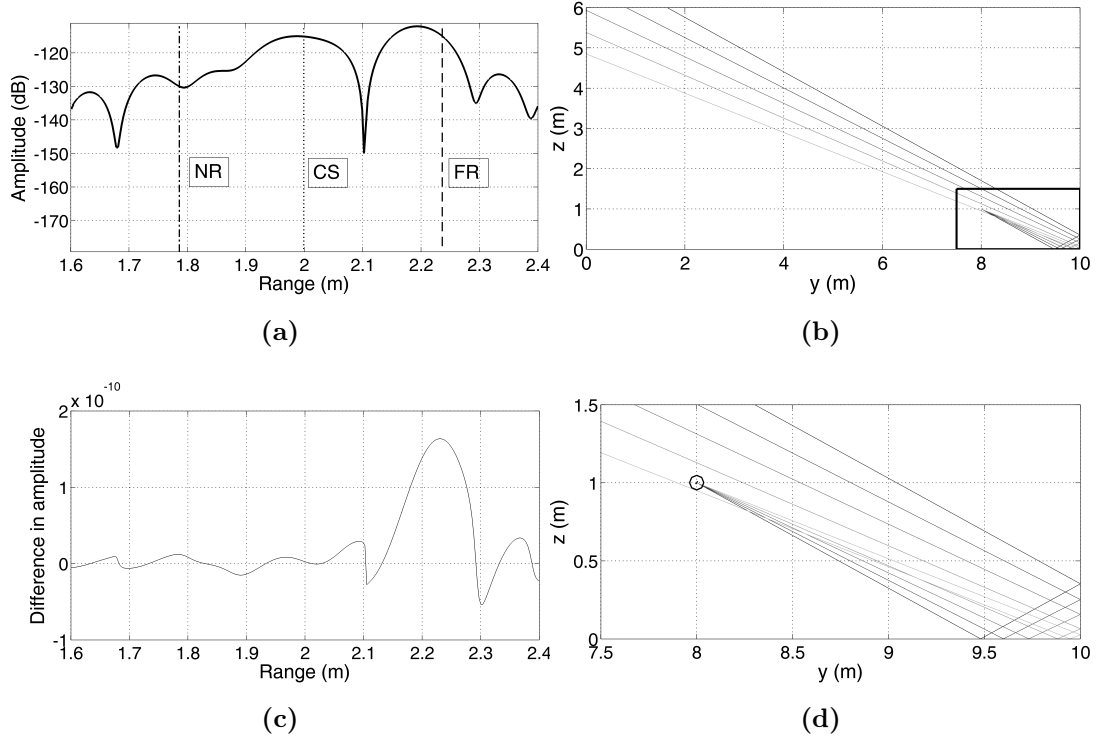 -120
-130
-140
-150
-160
-170
Amplitude (dB)
NR
CS
FR
1.6 1.7 1.8 1.9 2 2.1 2.2 2.3 2.4
Range (m)
(a)
6
5
4
3
2
1
0
z (m)
0 2 4 6 8 10
y (m)
(b)
2 x 10^-10
1
0
-1
Difference in amplitude
1.6 1.7 1.8 1.9 2 2.1 2.2 2.3 2.4
Range (m)
(c)
1.5
1
0.5
0
z (m)
7.5 8 8.5 9 9.5 10
y (m)
(d)